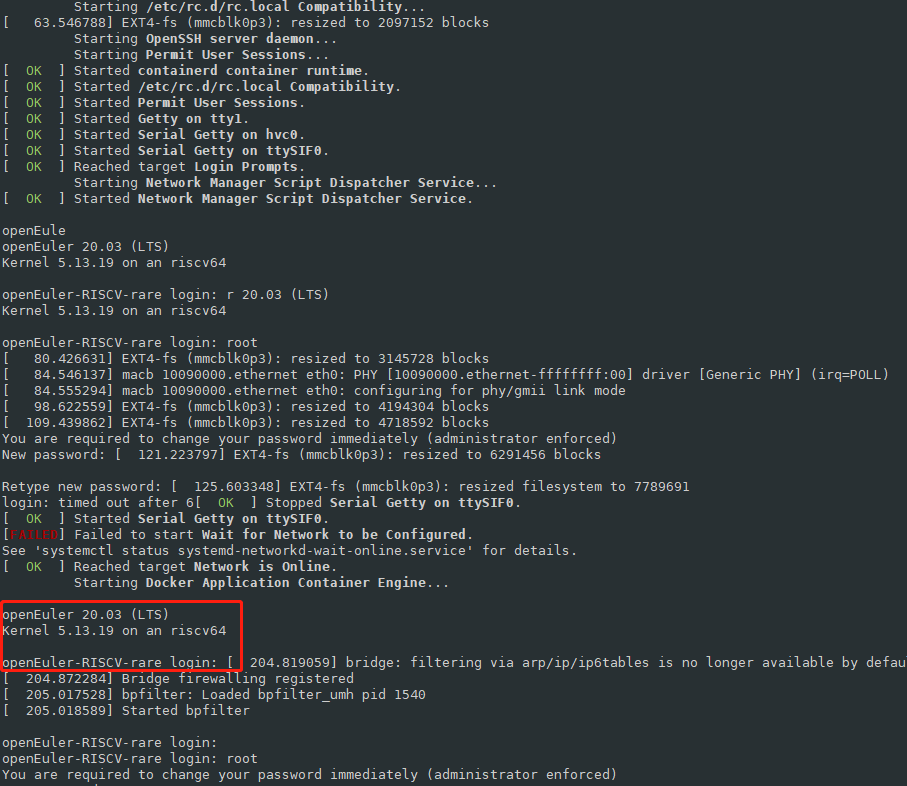 Starting /etc/rc.d/rc.local Compatibility...
[   63.546788] EXT4-fs (mmcblk0p3): resized to 2097152 blocks
Starting OpenSSH server daemon...
Starting Permit User Sessions...
[  OK  ] Started containerd container runtime.
[  OK  ] Started /etc/rc.d/rc.local Compatibility.
[  OK  ] Started Permit User Sessions.
[  OK  ] Started Getty on tty1.
[  OK  ] Started Serial Getty on hvc0.
[  OK  ] Started Serial Getty on ttySIF0.
[  OK  ] Reached target Login Prompts.
Starting Network Manager Script Dispatcher Service...
[  OK  ] Started Network Manager Script Dispatcher Service.
openEule
openEuler 20.03 (LTS)
Kernel 5.13.19 on an riscv64
openEuler-RISCV-rare login: r 20.03 (LTS)
Kernel 5.13.19 on an riscv64
openEuler-RISCV-rare login: root
[   80.426631] EXT4-fs (mmcblk0p3): resized to 3145728 blocks
[   84.546137] macb 10090000.ethernet eth0: PHY [10090000.ethernet-ffffffff:00] driver [Generic PHY] (irq=POLL)
[   84.555294] macb 10090000.ethernet eth0: configuring for phy/gmii link mode
[   98.622559] EXT4-fs (mmcblk0p3): resized to 4194304 blocks
[  109.439862] EXT4-fs (mmcblk0p3): resized to 4718592 blocks
You are required to change your password immediately (administrator enforced)
New password: [  121.223797] EXT4-fs (mmcblk0p3): resized to 6291456 blocks
Retype new password: [  125.603348] EXT4-fs (mmcblk0p3): resized filesystem to 7789691
login: timed out after 6[  OK  ] Stopped Serial Getty on ttySIF0.
[  OK  ] Started Serial Getty on ttySIF0.
[FAILED] Failed to start Wait for Network to be Configured.
See 'systemctl status systemd-networkd-wait-online.service' for details.
[  OK  ] Reached target Network is Online.
Starting Docker Application Container Engine...
openEuler 20.03 (LTS)
Kernel 5.13.19 on an riscv64
openEuler-RISCV-rare login: [  204.819059] bridge: filtering via arp/ip/ip6tables is no longer available by defau
[  204.872284] Bridge firewalling registered
[  205.017528] bpfilter: Loaded bpfilter_umh pid 1540
[  205.018589] Started bpfilter
openEuler-RISCV-rare login:
openEuler-RISCV-rare login: root
You are required to change your password immediately (administrator enforced)